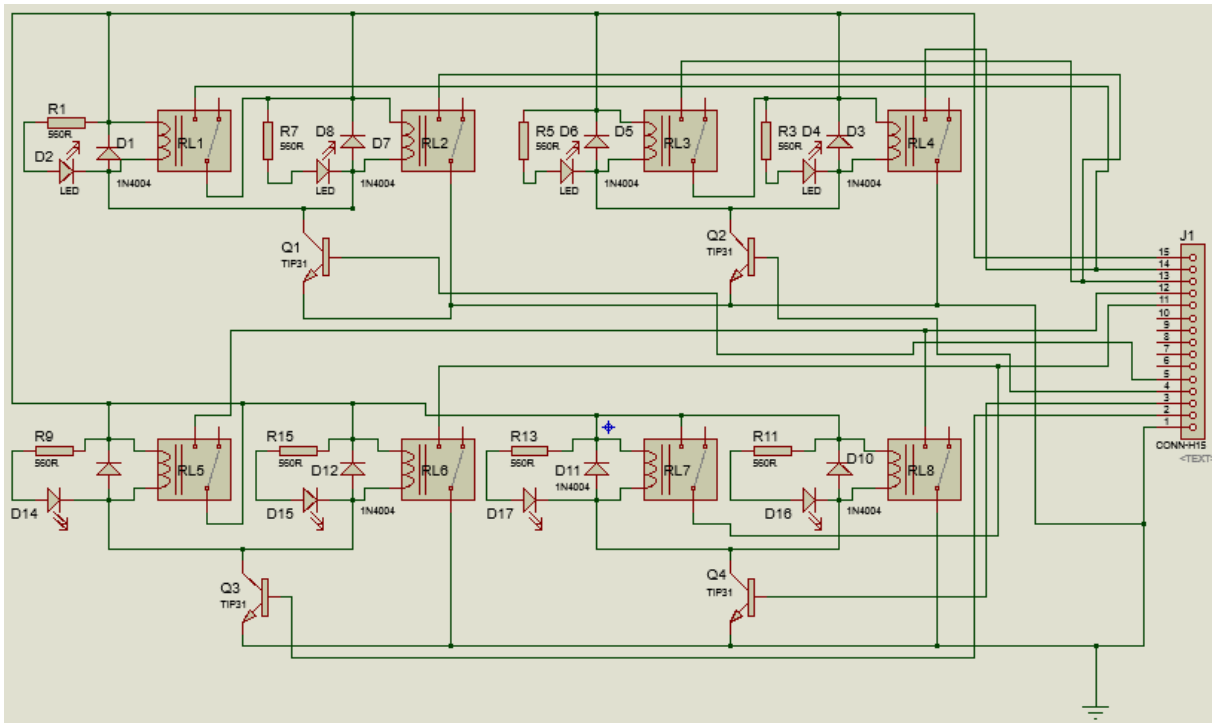 R1
560R
D2
LED
D1
1N4004
RL1
R7
560R
D8
LED
D7
1N4004
RL2
R5
560R
D6
LED
D5
1N4004
RL3
R3
560R
D4
LED
D3
1N4004
RL4
Q1
TIP31
Q2
TIP31
J1
15
14
13
12
11
10
9
8
7
6
5
4
3
2
1
CONN-H15
<TEXT>
R9
560R
D14
RL5
R15
560R
D12
D15
1N4004
RL6
R13
560R
D11
1N4004
D17
RL7
R11
560R
D10
D16
1N4004
RL8
Q3
TIP31
Q4
TIP31